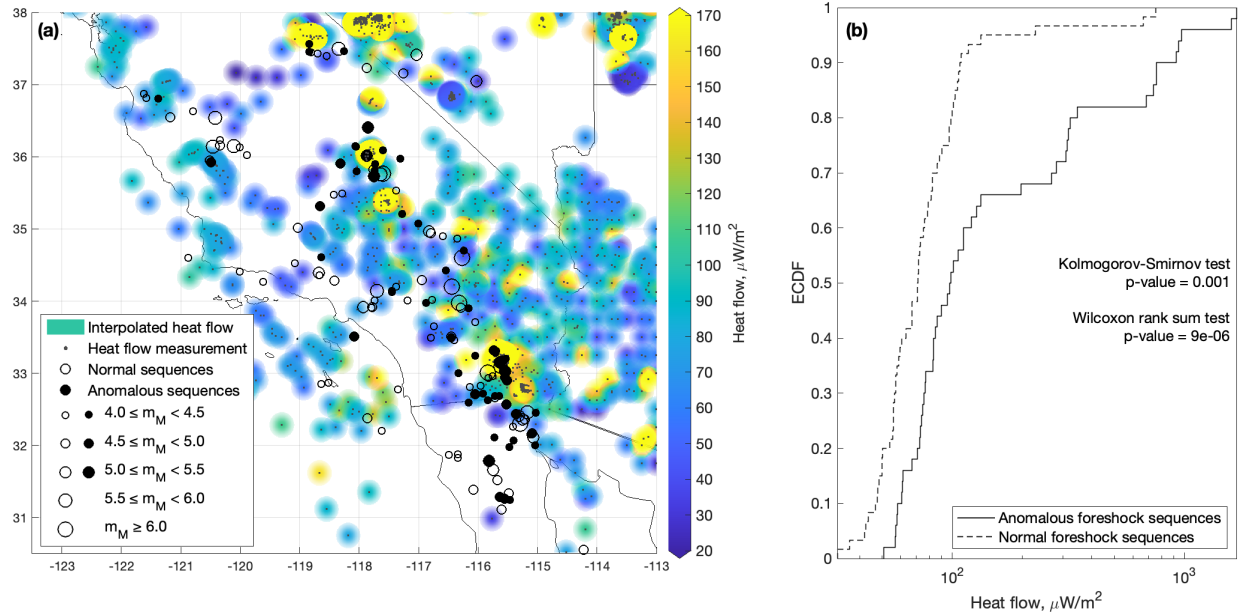 (a)
38
37
36
35
34
33
32
31
-123
-122
-121
-120
-119
-118
-117
-116
-115
-114
-113
Interpolated heat flow
Heat flow measurement
Normal sequences
Anomalous sequences
4.0 ≤ m_M < 4.5
4.5 ≤ m_M < 5.0
5.0 ≤ m_M < 5.5
5.5 ≤ m_M < 6.0
m_M ≥ 6.0
170
160
150
140
130
120
110
100
90
80
70
60
50
40
30
20
Heat flow, μW/m²
(b)
1
0.9
0.8
0.7
0.6
0.5
0.4
0.3
0.2
0.1
0
ECDF
Kolmogorov-Smirnov test
p-value = 0.001
Wilcoxon rank sum test
p-value = 9e-06
Anomalous foreshock sequences
Normal foreshock sequences
10²
10³
Heat flow, μW/m²